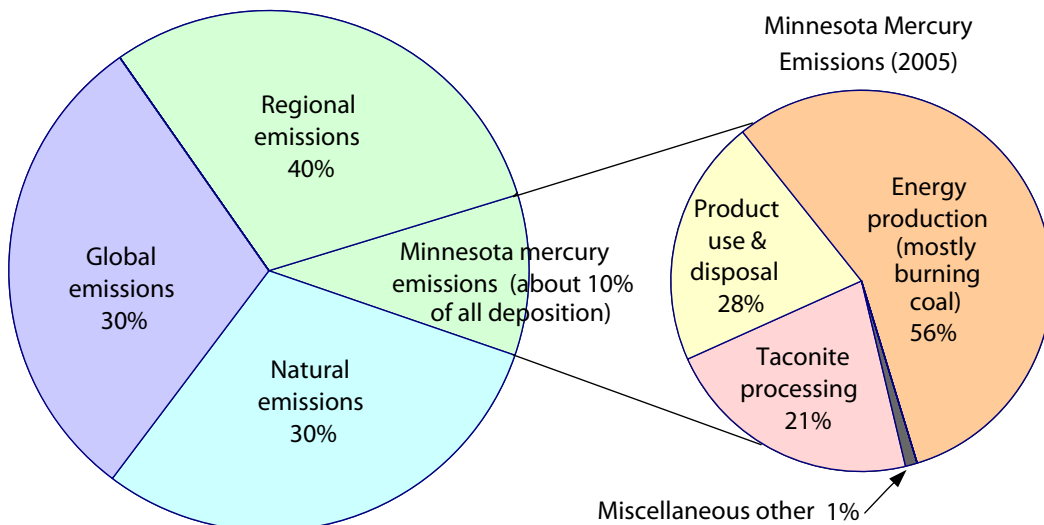 Regional
emissions
40%
Global
emissions
30%
Natural
emissions
30%
Minnesota mercury
emissions (about 10%
of all deposition)
Minnesota Mercury
Emissions (2005)
Product
use &
disposal
28%
Energy
production
(mostly
burning
coal)
56%
Taconite
processing
21%
Miscellaneous other 1%